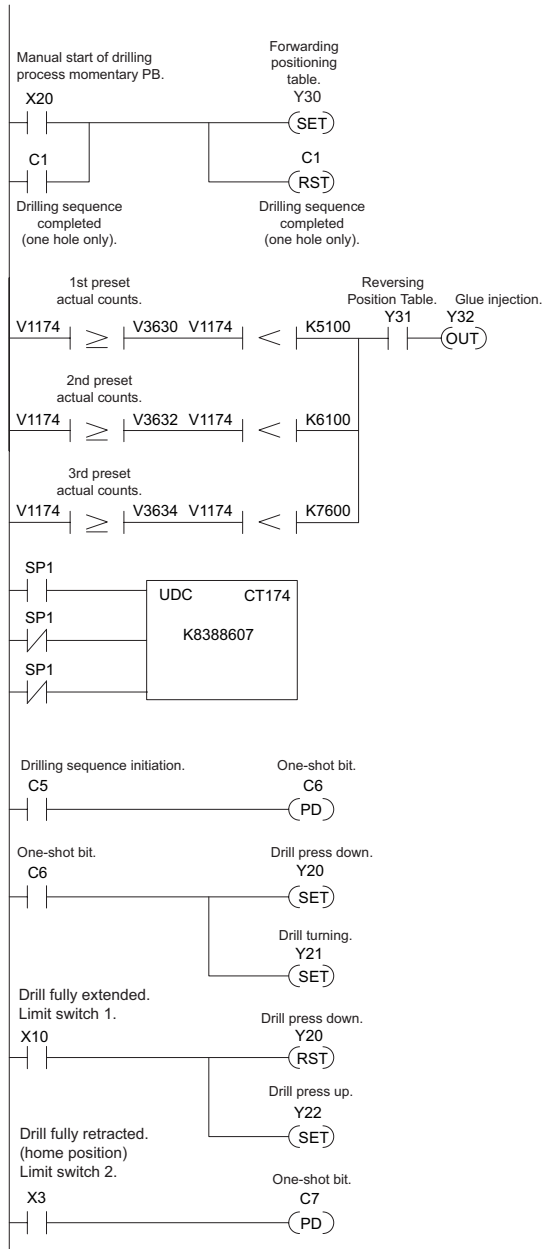 Manual start of drilling
process momentary PB.
X20
Forwarding
positioning
table.
Y30
SET
C1
C1
RST
Drilling sequence
completed
(one hole only).
Drilling sequence
completed
(one hole only).
1st preset
actual counts.
Reversing
Position Table.
Glue injection.
V1174 ≥ V3630 V1174 < K5100
Y31
Y32
OUT
2nd preset
actual counts.
V1174 ≥ V3632 V1174 < K6100
3rd preset
actual counts.
V1174 ≥ V3634 V1174 < K7600
SP1
UDC CT174
SP1
K8388607
SP1
Drilling sequence initiation.
One-shot bit.
C5
C6
PD
One-shot bit.
Drill press down.
C6
Y20
SET
Drill turning.
Y21
SET
Drill fully extended.
Limit switch 1.
X10
Drill press down.
Y20
RST
Drill press up.
Y22
SET
Drill fully retracted.
(home position)
Limit switch 2.
X3
One-shot bit.
C7
PD